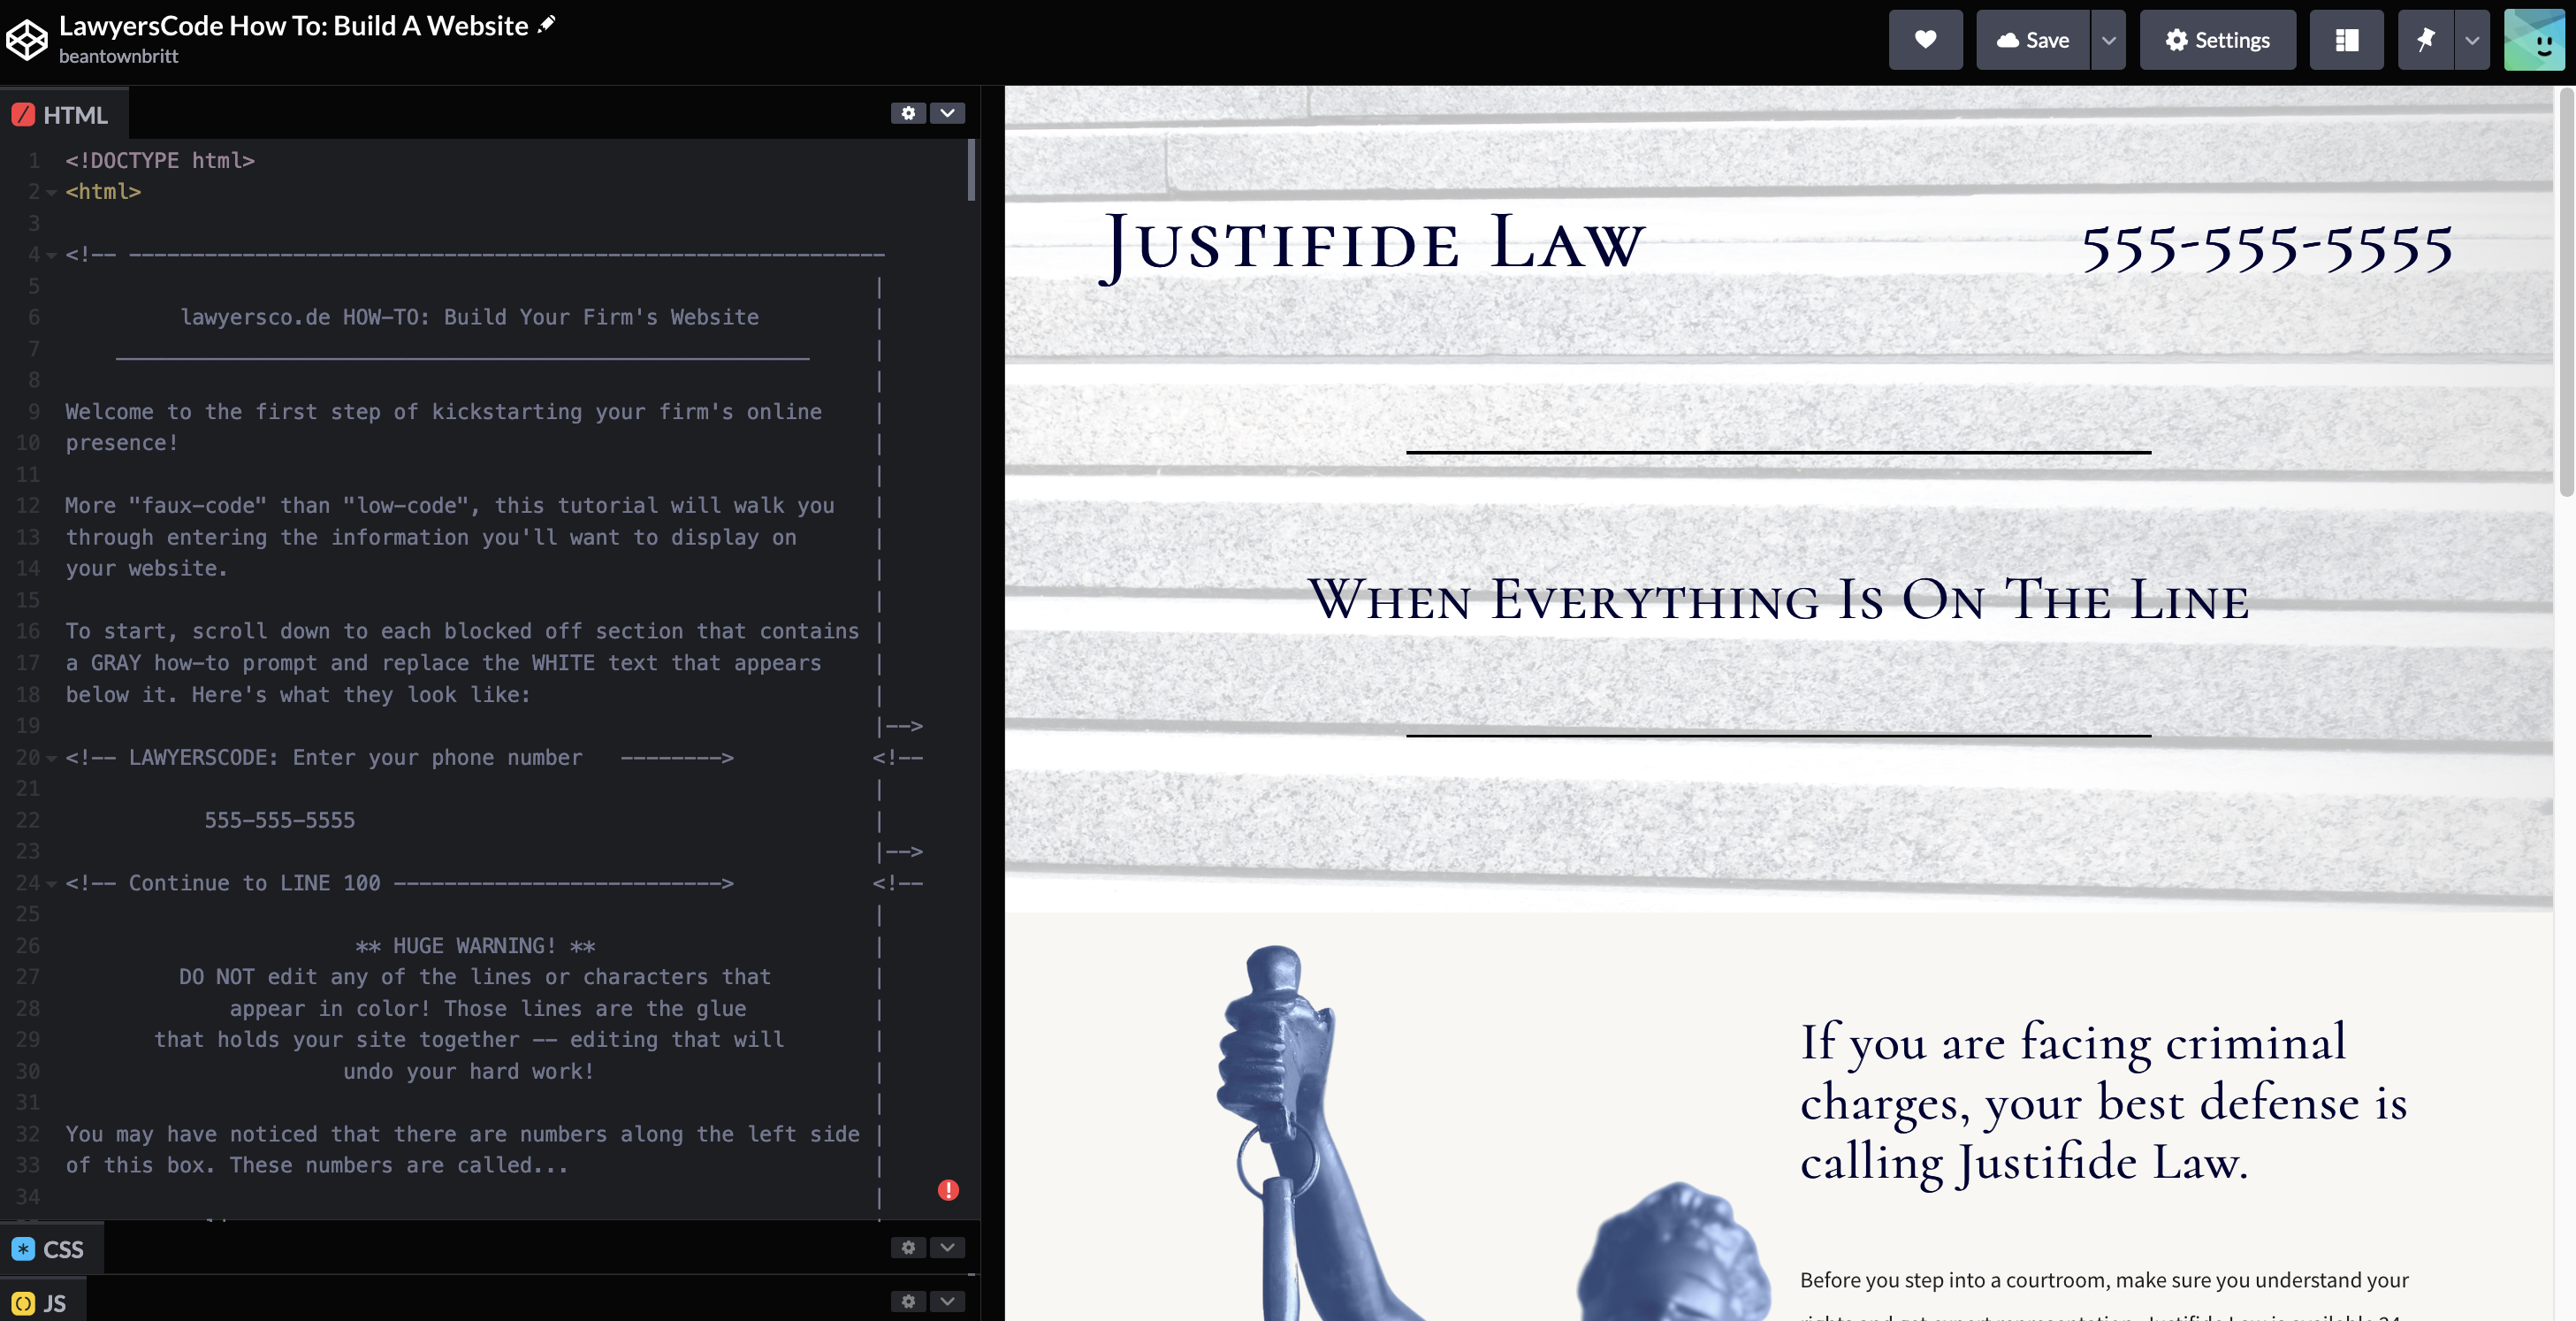 LawyersCode How To: Build A Website
beantownbritt
Save
Settings
HTML
1 <!DOCTYPE html>
2 <html>
3
4 <!-- ------------------------------------------------------------
5 |
6 lawyersco.de HOW-TO: Build Your Firm's Website |
7 _______________________________________________________ |
8 |
9 Welcome to the first step of kickstarting your firm's online |
10 presence! |
11 |
12 More "faux-code" than "low-code", this tutorial will walk you |
13 through entering the information you'll want to display on |
14 your website. |
15 |
16 To start, scroll down to each blocked off section that contains |
17 a GRAY how-to prompt and replace the WHITE text that appears |
18 below it. Here's what they look like: |
19 |-->
20 <!-- LAWYERSCODE: Enter your phone number --------> <!--
21 |
22 555-555-5555 |
23 |-->
24 <!-- Continue to LINE 100 --------------------------> <!--
25 |
26 ** HUGE WARNING! ** |
27 DO NOT edit any of the lines or characters that |
28 appear in color! Those lines are the glue |
29 that holds your site together -- editing that will |
30 undo your hard work! |
31 |
32 You may have noticed that there are numbers along the left side |
33 of this box. These numbers are called... |
34 |
CSS
JS
Justifide Law
555-555-5555
When Everything Is On The Line
If you are facing criminal
charges, your best defense is
calling Justifide Law.
Before you step into a courtroom, make sure you understand your